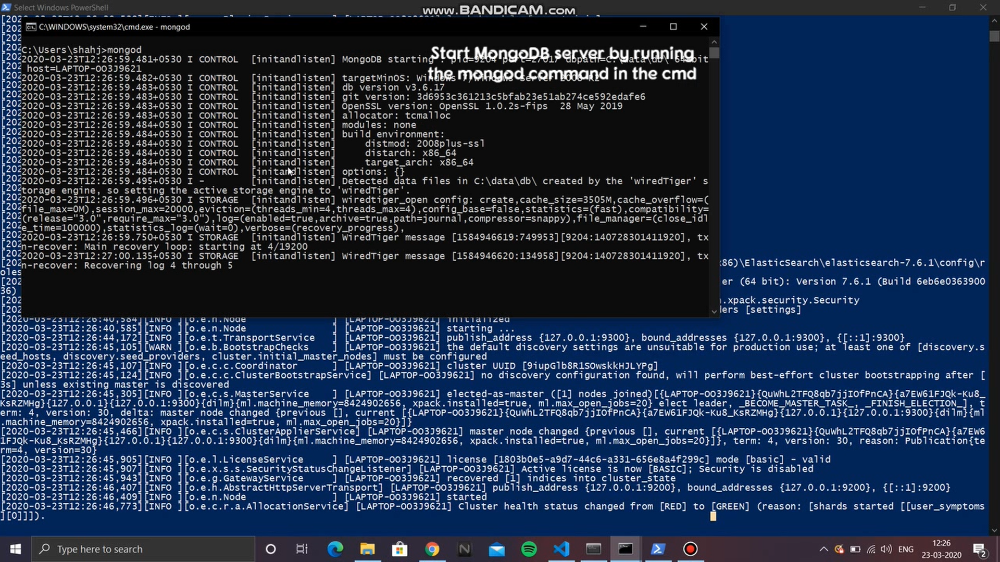 Select Windows PowerShell
www.BANDICAM.com
C:\WINDOWS\system32\cmd.exe - mongod
Start MongoDB server by running
the mongod command in the cmd
C:\Users\shahj>mongod
2020-03-23T12:26:59.481+0530 I CONTROL [initandlisten] MongoDB starting : pid=9204 port=27017 dbpath=C:\data\db\ 64-bit
host=LAPTOP-OO3J9621
2020-03-23T12:26:59.482+0530 I CONTROL [initandlisten] targetMinOS: Windows 7/Windows Server 2008 R2
2020-03-23T12:26:59.483+0530 I CONTROL [initandlisten] db version v3.6.17
2020-03-23T12:26:59.483+0530 I CONTROL [initandlisten] git version: 3d6953c361213c5bfab23e51ab274ce592edafe6
2020-03-23T12:26:59.483+0530 I CONTROL [initandlisten] OpenSSL version: OpenSSL 1.0.2s-fips 28 May 2019
2020-03-23T12:26:59.483+0530 I CONTROL [initandlisten] allocator: tcmalloc
2020-03-23T12:26:59.484+0530 I CONTROL [initandlisten] modules: none
2020-03-23T12:26:59.484+0530 I CONTROL [initandlisten] build environment:
2020-03-23T12:26:59.484+0530 I CONTROL [initandlisten] distmod: 2008plus-ssl
2020-03-23T12:26:59.484+0530 I CONTROL [initandlisten] distarch: x86_64
2020-03-23T12:26:59.484+0530 I CONTROL [initandlisten] target_arch: x86_64
2020-03-23T12:26:59.484+0530 I CONTROL [initandlisten] options: {}
2020-03-23T12:26:59.495+0530 I - [initandlisten] Detected data files in C:\data\db\ created by the 'wiredTiger' s
torage engine, so setting the active storage engine to 'wiredTiger'.
2020-03-23T12:26:59.496+0530 I STORAGE [initandlisten] wiredtiger_open config: create,cache_size=3505M,cache_overflow=(
file_max=0M),session_max=20000,eviction=(threads_min=4,threads_max=4),config_base=false,statistics=(fast),compatibility=
(release="3.0",require_max="3.0"),log=(enabled=true,archive=true,path=journal,compressor=snappy),file_manager=(close_idl
e_time=100000),statistics_log=(wait=0),verbose=(recovery_progress),
2020-03-23T12:26:59.750+0530 I STORAGE [initandlisten] WiredTiger message [1584946619:749953][9204:140728301411920], tx
n-recover: Main recovery loop: starting at 4/19200
2020-03-23T12:27:00.135+0530 I STORAGE [initandlisten] WiredTiger message [1584946620:134958][9204:140728301411920], tx
n-recover: Recovering log 4 through 5
x86)\ElasticSearch\elasticsearch-7.6.1\config\r
oles
er (64 bit): Version 7.6.1 (Build 6eb6e0363900
36)
.xpack.security.Security
ders [settings]
[2020-03-23T12:26:40,584][INFO ][o.e.n.Node ] [LAPTOP-OO3J9621] initialized
[2020-03-23T12:26:40,585][INFO ][o.e.n.Node ] [LAPTOP-OO3J9621] starting ...
[2020-03-23T12:26:44,172][INFO ][o.e.t.TransportService ] [LAPTOP-OO3J9621] publish_address {127.0.0.1:9300}, bound_addresses {127.0.0.1:9300}, {[::1]:9300}
[2020-03-23T12:26:45,105][WARN ][o.e.b.BootstrapChecks ] [LAPTOP-OO3J9621] the default discovery settings are unsuitable for production use; at least one of [discovery.s
eed_hosts, discovery.seed_providers, cluster.initial_master_nodes] must be configured
[2020-03-23T12:26:45,107][INFO ][o.e.c.c.Coordinator ] [LAPTOP-OO3J9621] cluster UUID [9iupGlb8R1SOwskkHJLYPg]
[2020-03-23T12:26:45,124][INFO ][o.e.c.c.ClusterBootstrapService] [LAPTOP-OO3J9621] no discovery configuration found, will perform best-effort cluster bootstrapping after [
3s] unless existing master is discovered
[2020-03-23T12:26:45,305][INFO ][o.e.c.s.MasterService ] [LAPTOP-OO3J9621] elected-as-master ([1] nodes joined)[{LAPTOP-OO3J9621}{QuWhL2TFQ8qb7jjIOfPnCA}{a7EW61FJQk-Ku8_
KsRZMHg}{127.0.0.1}{127.0.0.1:9300}{dilm}{ml.machine_memory=8424902656, xpack.installed=true, ml.max_open_jobs=20} elect leader, _BECOME_MASTER_TASK_, _FINISH_ELECTION_], t
erm: 4, version: 30, delta: master node changed {previous [], current [{LAPTOP-OO3J9621}{QuWhL2TFQ8qb7jjIOfPnCA}{a7EW61FJQk-Ku8_KsRZMHg}{127.0.0.1}{127.0.0.1:9300}{dilm}{ml
.machine_memory=8424902656, xpack.installed=true, ml.max_open_jobs=20}]}
[2020-03-23T12:26:45,466][INFO ][o.e.c.s.ClusterApplierService] [LAPTOP-OO3J9621] master node changed {previous [], current [{LAPTOP-OO3J9621}{QuWhL2TFQ8qb7jjIOfPnCA}{a7EW6
1FJQk-Ku8_KsRZMHg}{127.0.0.1}{127.0.0.1:9300}{dilm}{ml.machine_memory=8424902656, xpack.installed=true, ml.max_open_jobs=20}]}, term: 4, version: 30, reason: Publication{te
rm=4, version=30}
[2020-03-23T12:26:45,905][INFO ][o.e.l.LicenseService ] [LAPTOP-OO3J9621] license [1803b0e5-a9d7-44c6-a331-656e8a4f299c] mode [basic] - valid
[2020-03-23T12:26:45,907][INFO ][o.e.x.s.s.SecurityStatusChangeListener] [LAPTOP-OO3J9621] Active license is now [BASIC]; Security is disabled
[2020-03-23T12:26:45,943][INFO ][o.e.g.GatewayService ] [LAPTOP-OO3J9621] recovered [1] indices into cluster_state
[2020-03-23T12:26:46,407][INFO ][o.e.h.AbstractHttpServerTransport] [LAPTOP-OO3J9621] publish_address {127.0.0.1:9200}, bound_addresses {127.0.0.1:9200}, {[::1]:9200}
[2020-03-23T12:26:46,409][INFO ][o.e.n.Node ] [LAPTOP-OO3J9621] started
[2020-03-23T12:26:46,773][INFO ][o.e.c.r.a.AllocationService] [LAPTOP-OO3J9621] Cluster health status changed from [RED] to [GREEN] (reason: [shards started [[user_symptoms
][0]]]).
Type here to search
ENG
12:26
23-03-2020
2